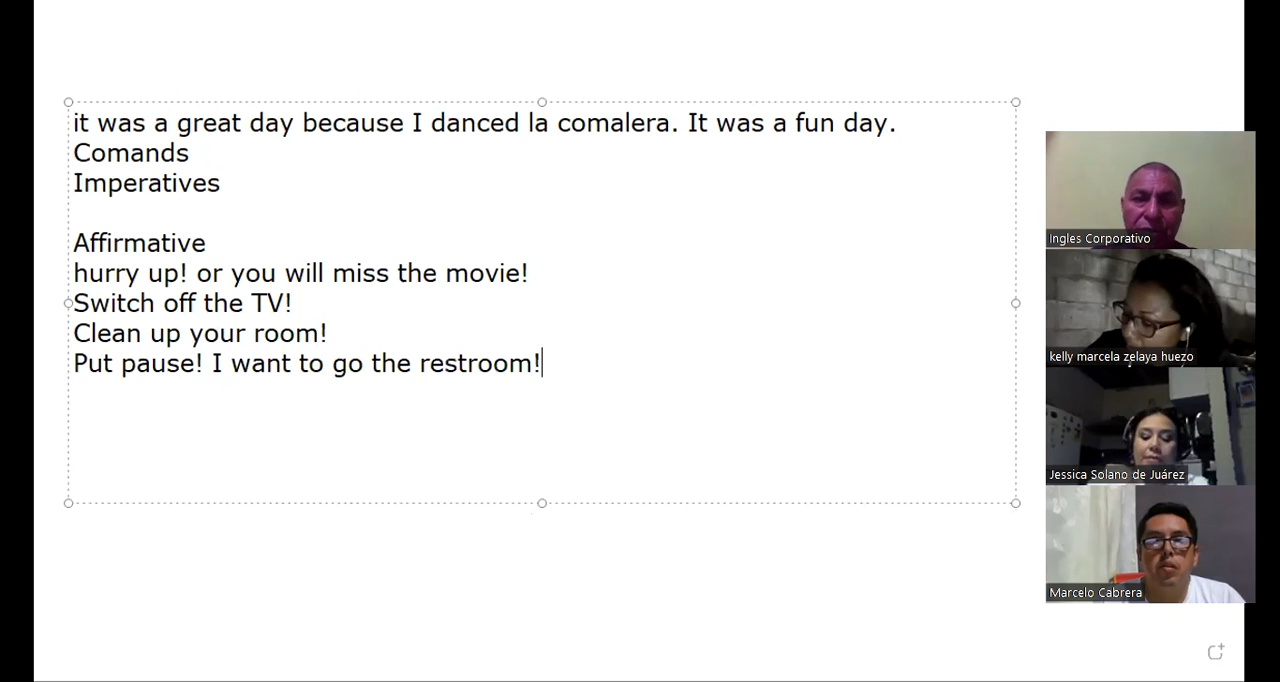 it was a great day because I danced la comalera. It was a fun day.
Comands
Imperatives
Affirmative
hurry up! or you will miss the movie!
Switch off the TV!
Clean up your room!
Put pause! I want to go the restroom!
Ingles Corporativo
kelly marcela zelaya huezo
Jessica Solano de Juárez
Marcelo Cabrera